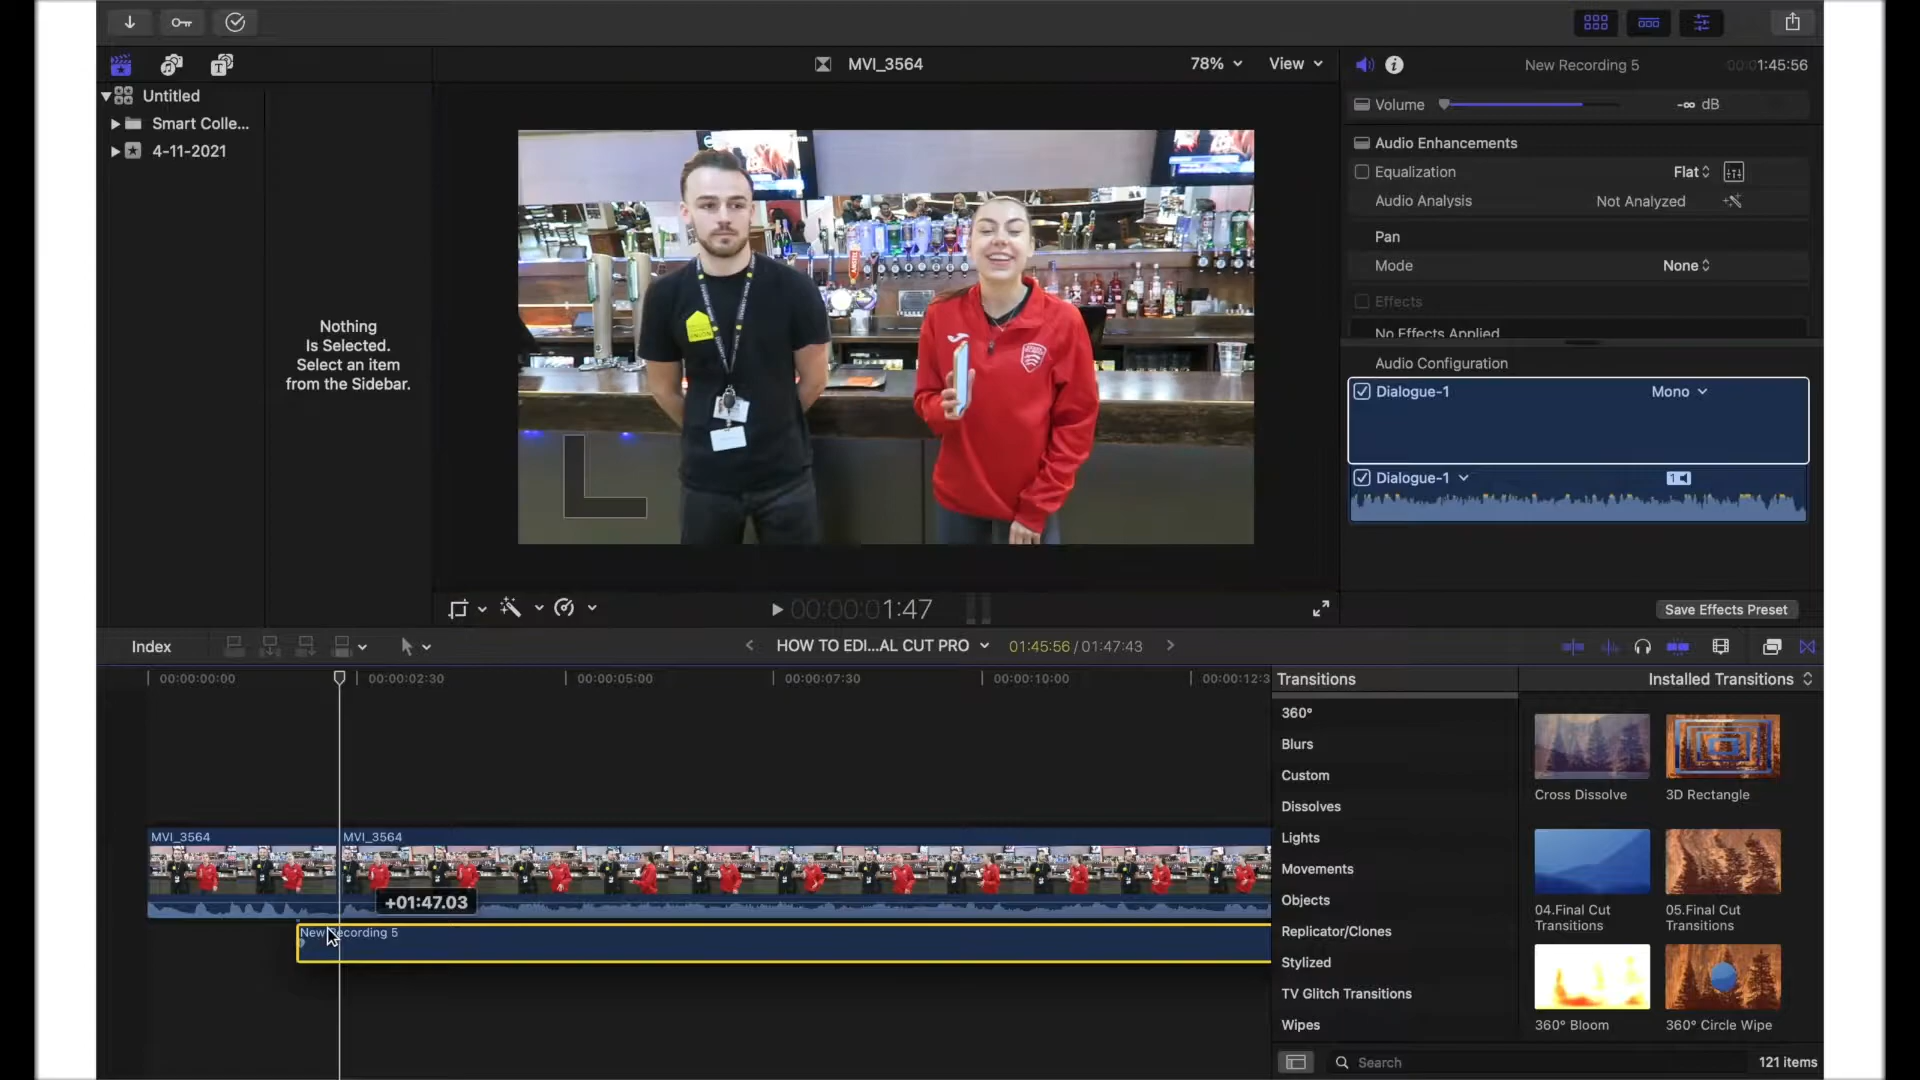 MVI_3564
78%
View
New Recording 5
00:00:01:45:56
Untitled
Smart Colle...
4-11-2021
Nothing
Is Selected.
Select an item
from the Sidebar.
Volume
-∞ dB
Audio Enhancements
Equalization
Flat
Audio Analysis
Not Analyzed
Pan
Mode
None
Effects
No Effects Applied
Audio Configuration
Dialogue-1
Mono
Dialogue-1
1
Save Effects Preset
00:00:00:01:47
Index
HOW TO EDI...AL CUT PRO
01:45:56 / 01:47:43
00:00:00:00
00:00:02:30
00:00:05:00
00:00:07:30
00:00:10:00
00:00:12:3
MVI_3564
MVI_3564
+01:47.03
New Recording 5
Transitions
Installed Transitions
360°
Blurs
Custom
Dissolves
Lights
Movements
Objects
Replicator/Clones
Stylized
TV Glitch Transitions
Wipes
Cross Dissolve
3D Rectangle
04.Final Cut
Transitions
05.Final Cut
Transitions
360° Bloom
360° Circle Wipe
Search
121 items